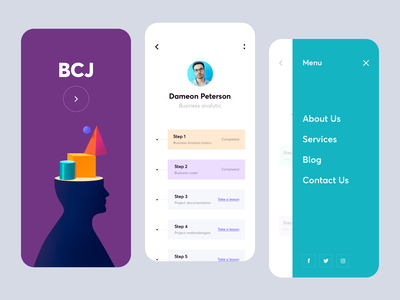 BCJ
Dameon Peterson
Business analytic
Step 1
Business Analysis basics
Completed
Step 2
Business cases
Completed
Step 3
Project documentation
Take a lesson
Step 4
Project methodologies
Take a lesson
Step 5
Take a lesson
Menu
About Us
Services
Blog
Contact Us